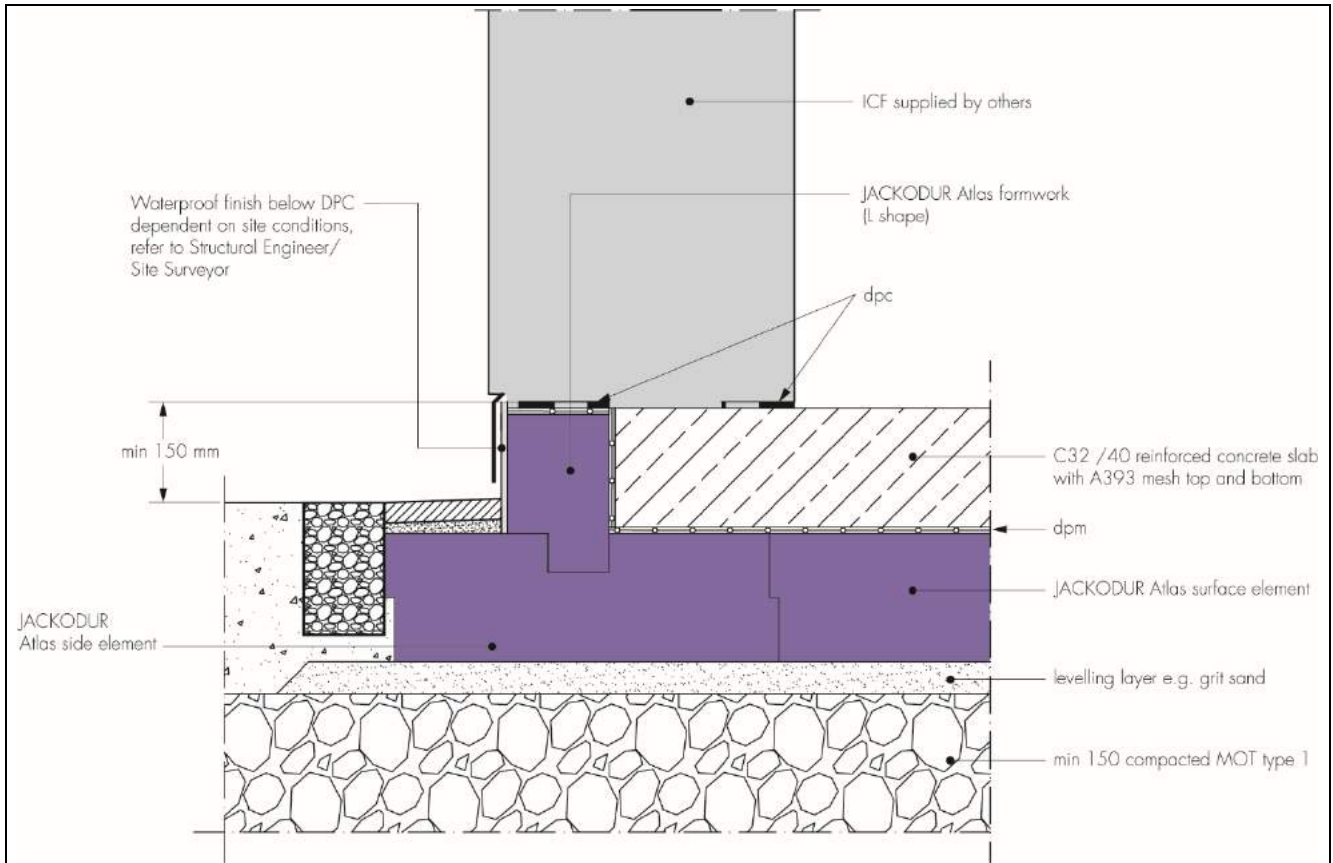 ICF supplied by others
JACKODUR Atlas formwork
(L shape)
Waterproof finish below DPC
dependent on site conditions,
refer to Structural Engineer/
Site Surveyor
dpc
min 150 mm
C32 /40 reinforced concrete slab
with A393 mesh top and bottom
dpm
JACKODUR Atlas surface element
JACKODUR
Atlas side element
levelling layer e.g. grit sand
min 150 compacted MOT type 1